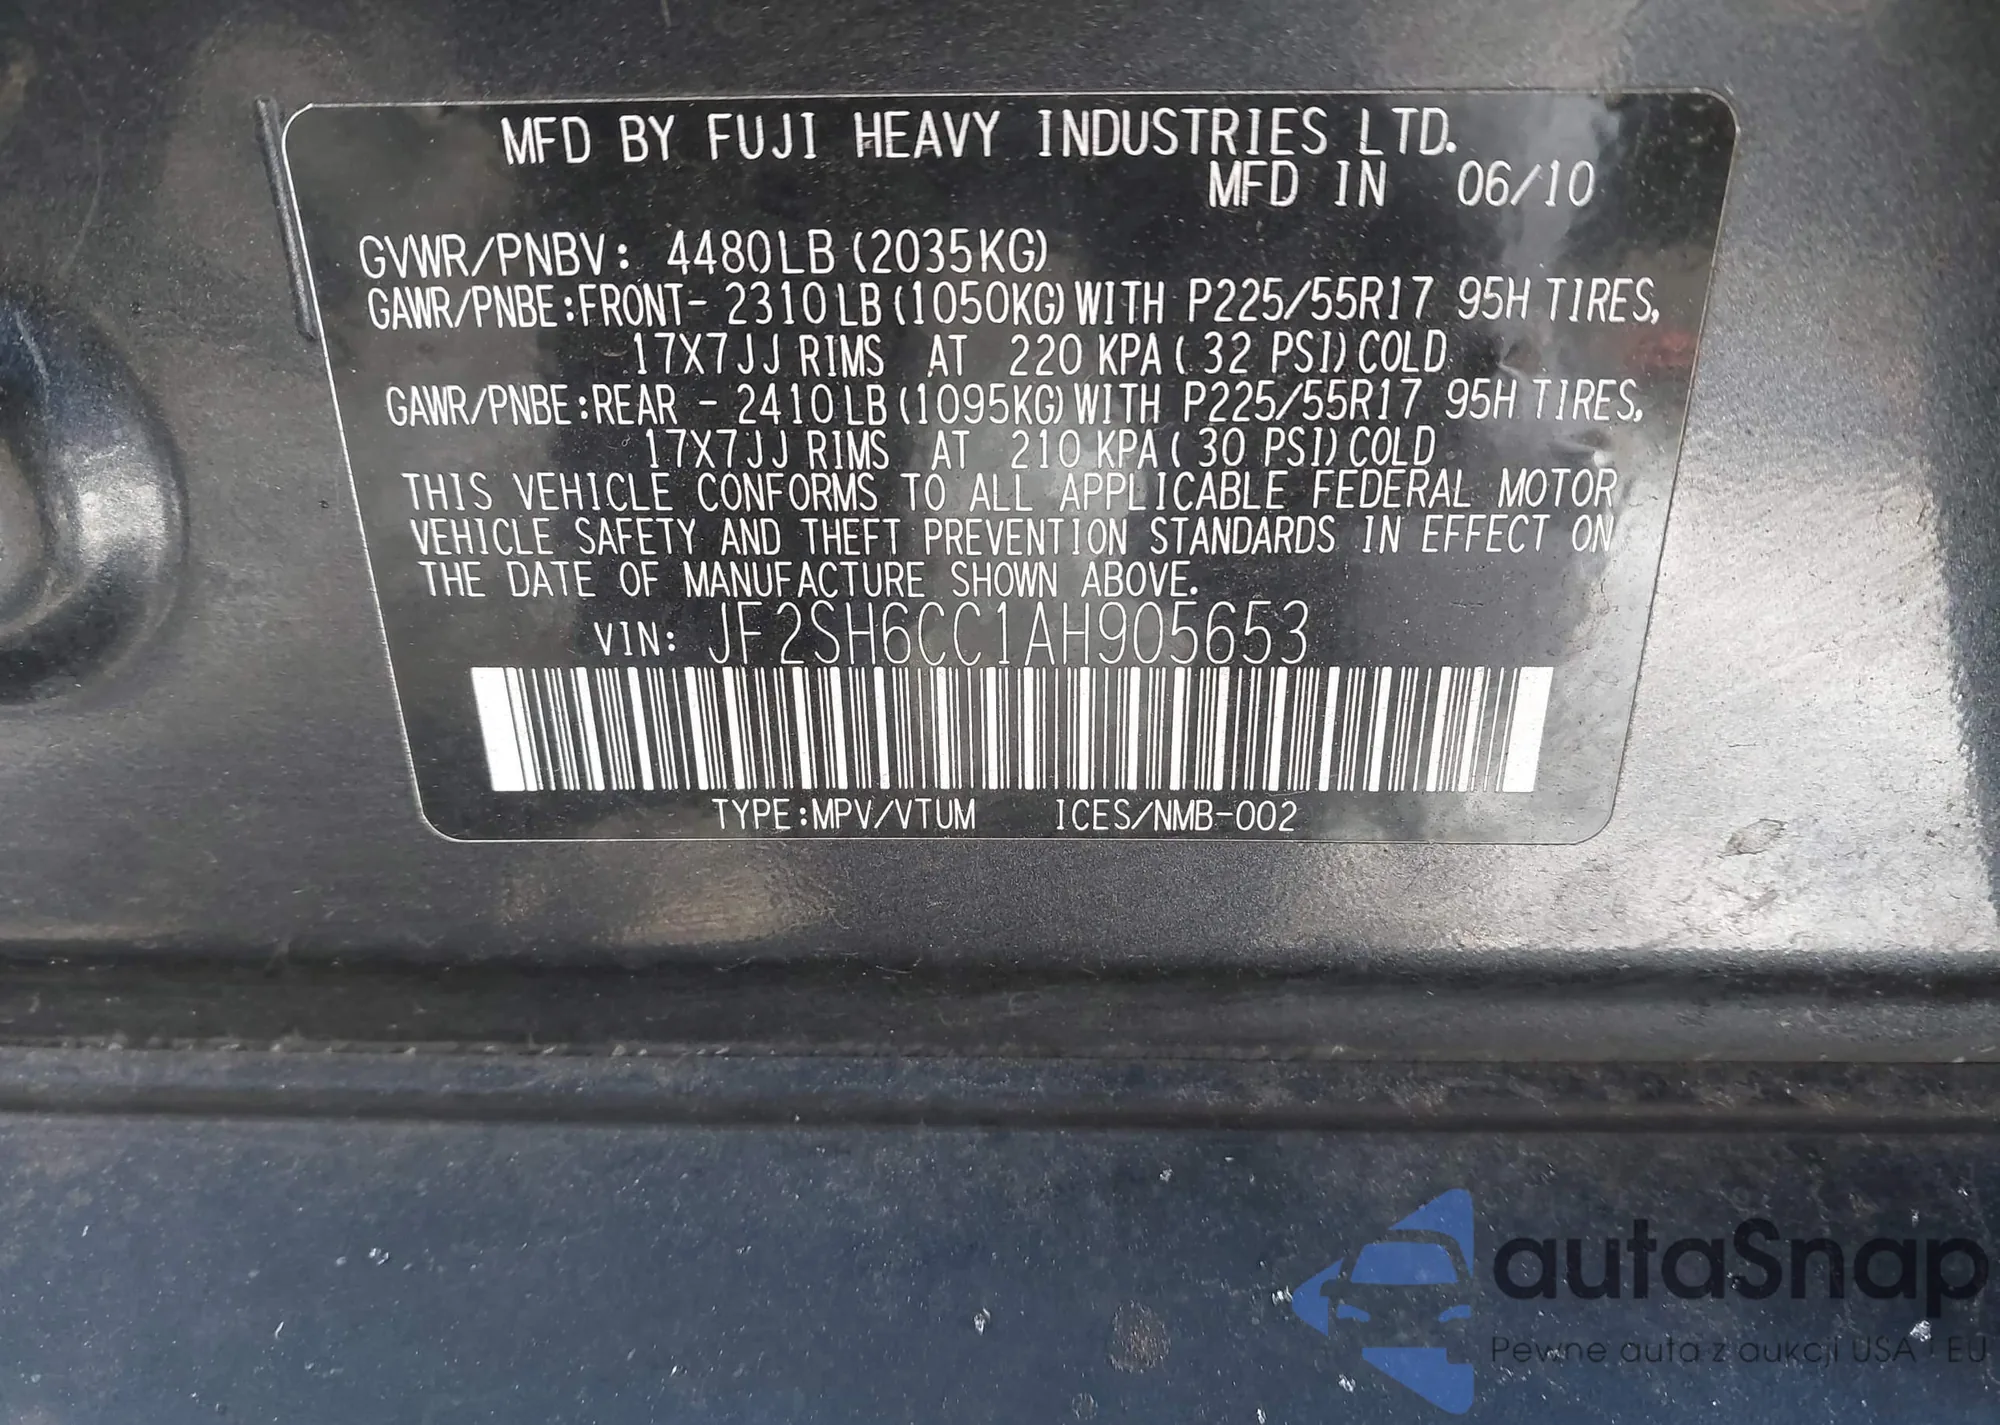 MFD BY FUJI HEAVY INDUSTRIES LTD.
MFD IN 06/10
GVWR/PNBV: 4480LB (2035KG)
GAWR/PNBE:FRONT- 2310LB (1050KG) WITH P225/55R17 95H TIRES,
17X7JJ RIMS AT 220 KPA ( 32 PSI) COLD
GAWR/PNBE:REAR - 2410LB (1095KG) WITH P225/55R17 95H TIRES,
17X7JJ RIMS AT 210 KPA ( 30 PSI) COLD
THIS VEHICLE CONFORMS TO ALL APPLICABLE FEDERAL MOTOR
VEHICLE SAFETY AND THEFT PREVENTION STANDARDS IN EFFECT ON
THE DATE OF MANUFACTURE SHOWN ABOVE.
VIN: JF2SH6CC1AH905653
TYPE:MPV/VTUM ICES/NMB-002
autaSnap
Pewne auta z aukcji USA i EU